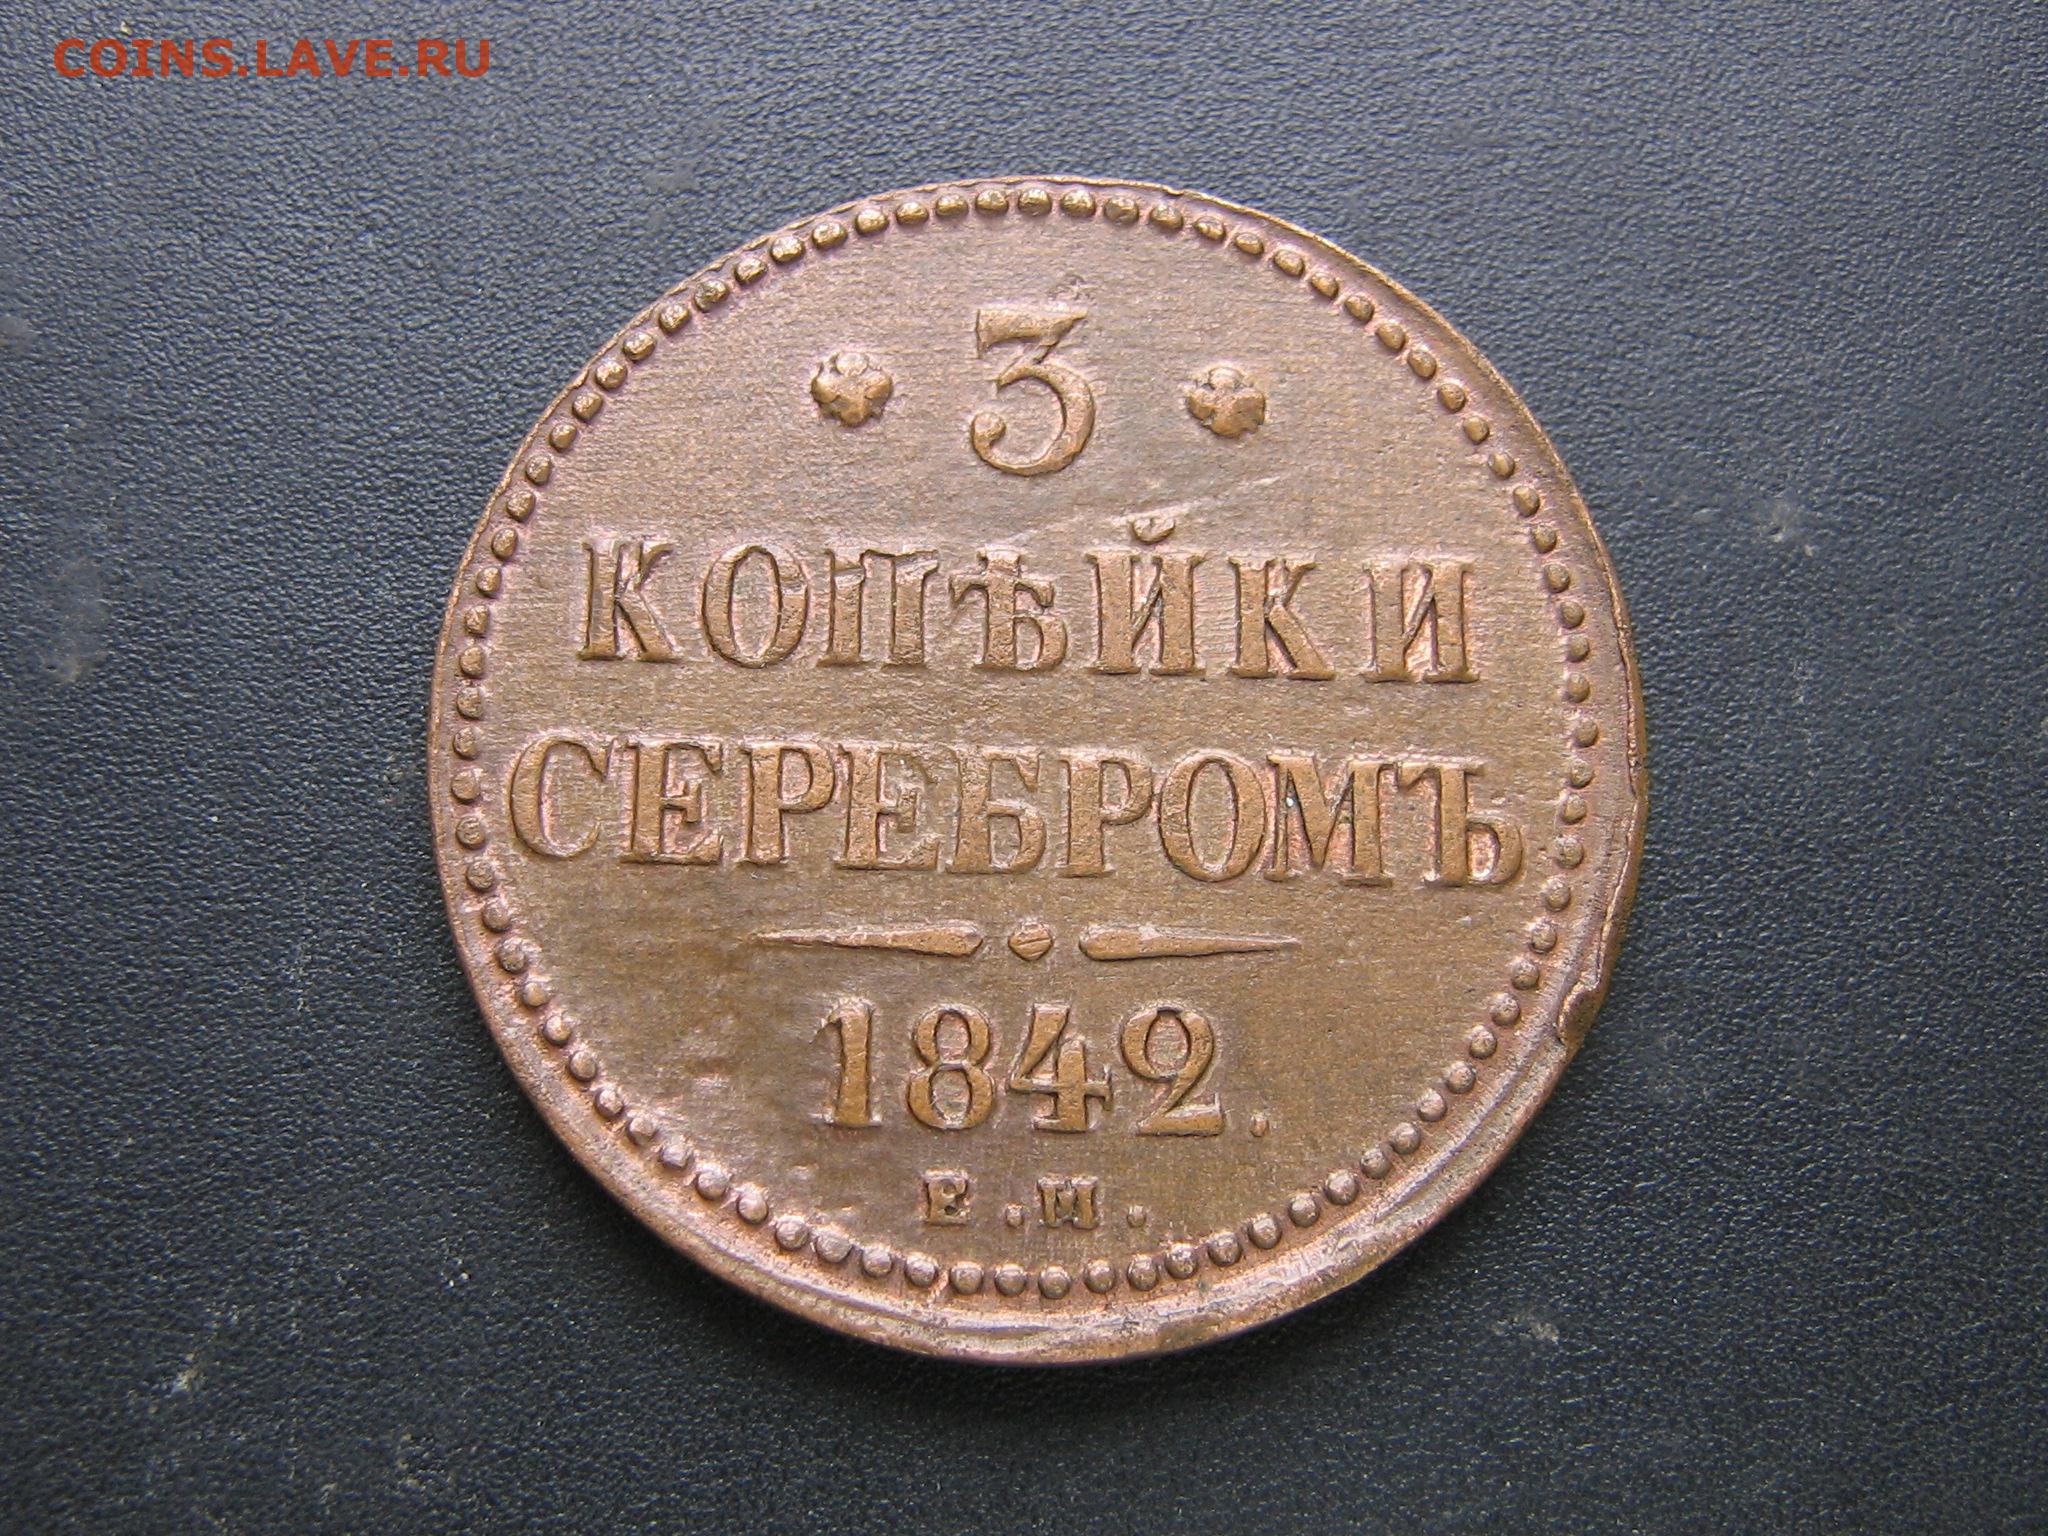 COINS.LAVE.RU
3
КОПѢЙКИ
СЕРЕБРОМЪ
1842.
Е.М.